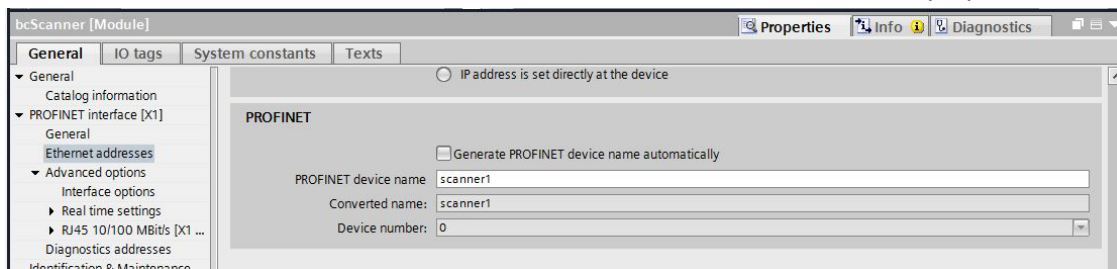 bcScanner [Module]
Properties Info Diagnostics
General IO tags System constants Texts
General
Catalog information
PROFINET interface [X1]
General
Ethernet addresses
Advanced options
Interface options
Real time settings
RJ45 10/100 MBit/s [X1 ...
Diagnostics addresses
Identification & Maintenance
IP address is set directly at the device
PROFINET
Generate PROFINET device name automatically
PROFINET device name scanner1
Converted name: scanner1
Device number: 0